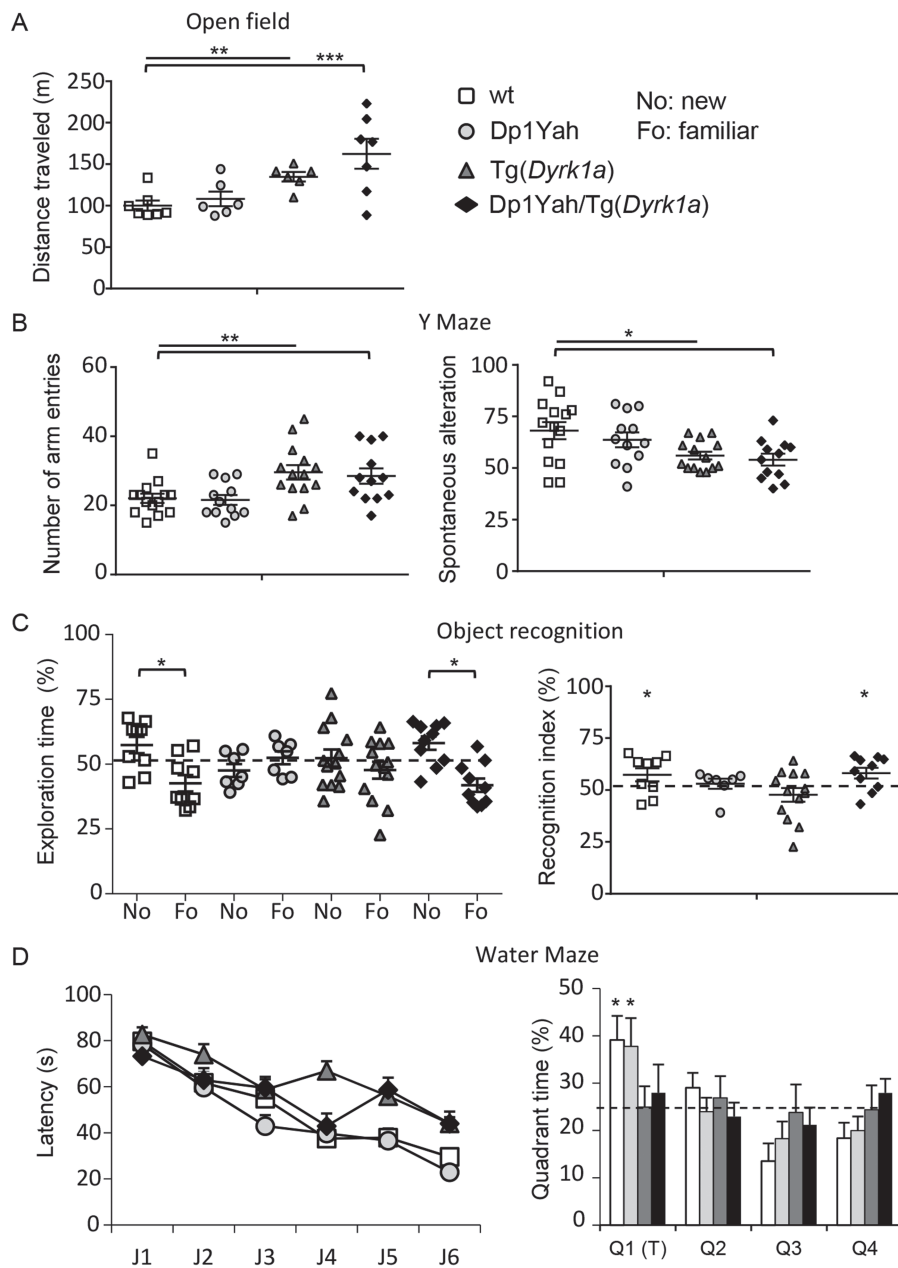 A
Open field
**
***
Distance traveled (m)
250
200
150
100
50
0
wt
Dp1Yah
Tg(Dyrk1a)
Dp1Yah/Tg(Dyrk1a)
No: new
Fo: familiar
B
Y Maze
**
Number of arm entries
60
40
20
0
*
Spontaneous alteration
100
75
50
25
0
C
Object recognition
*
*
Exploration time (%)
100
75
50
25
0
No Fo No Fo No Fo No Fo
*
*
Recognition index (%)
100
75
50
25
0
D
Water Maze
Latency (s)
100
80
60
40
20
0
J1 J2 J3 J4 J5 J6
* *
Quadrant time (%)
50
40
30
20
10
0
Q1 (T) Q2 Q3 Q4